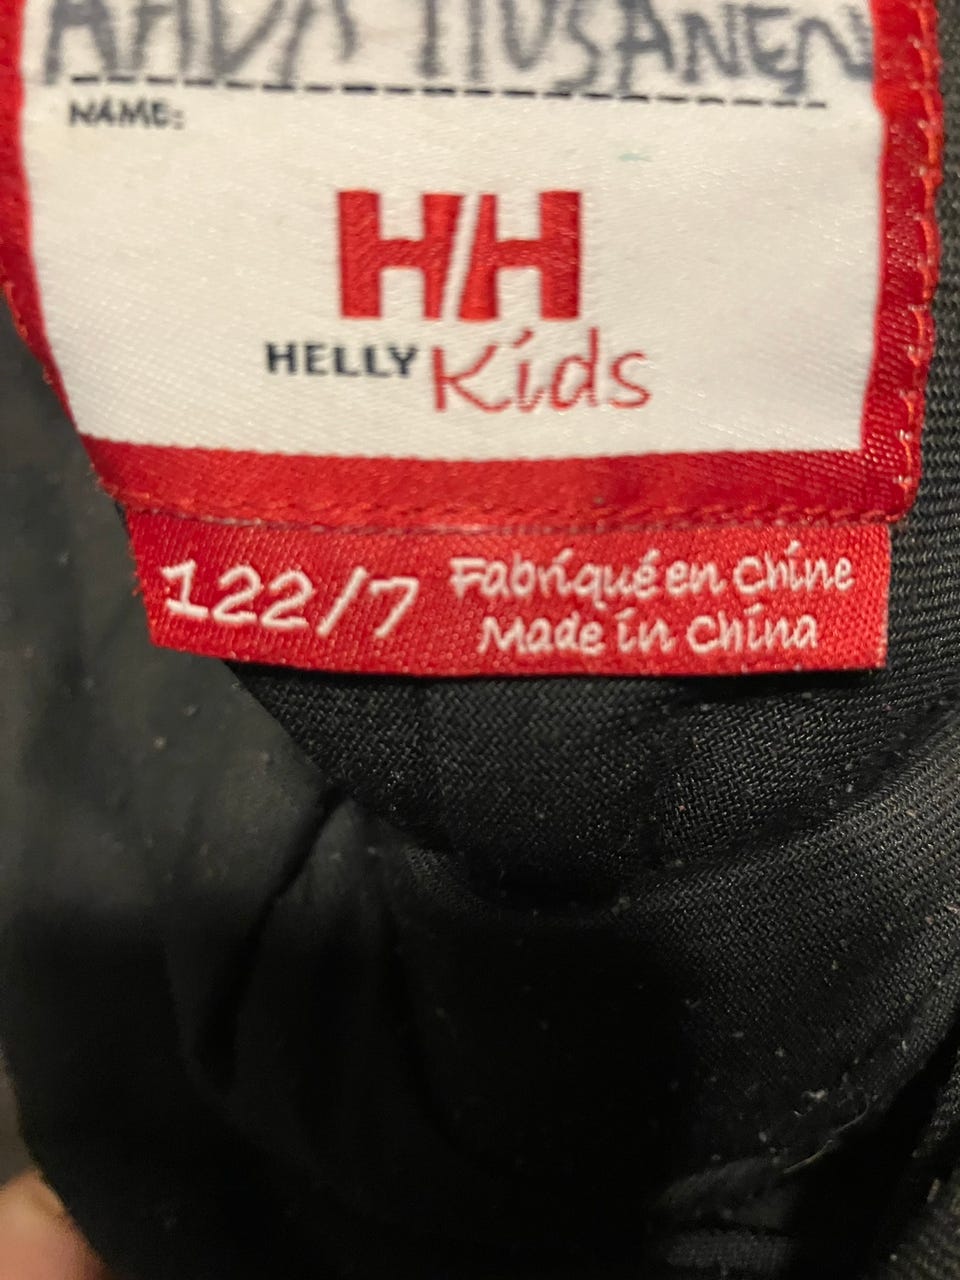 NAME:
HH
HELLY Kids
122/7
Fabriqué en Chine
Made in China